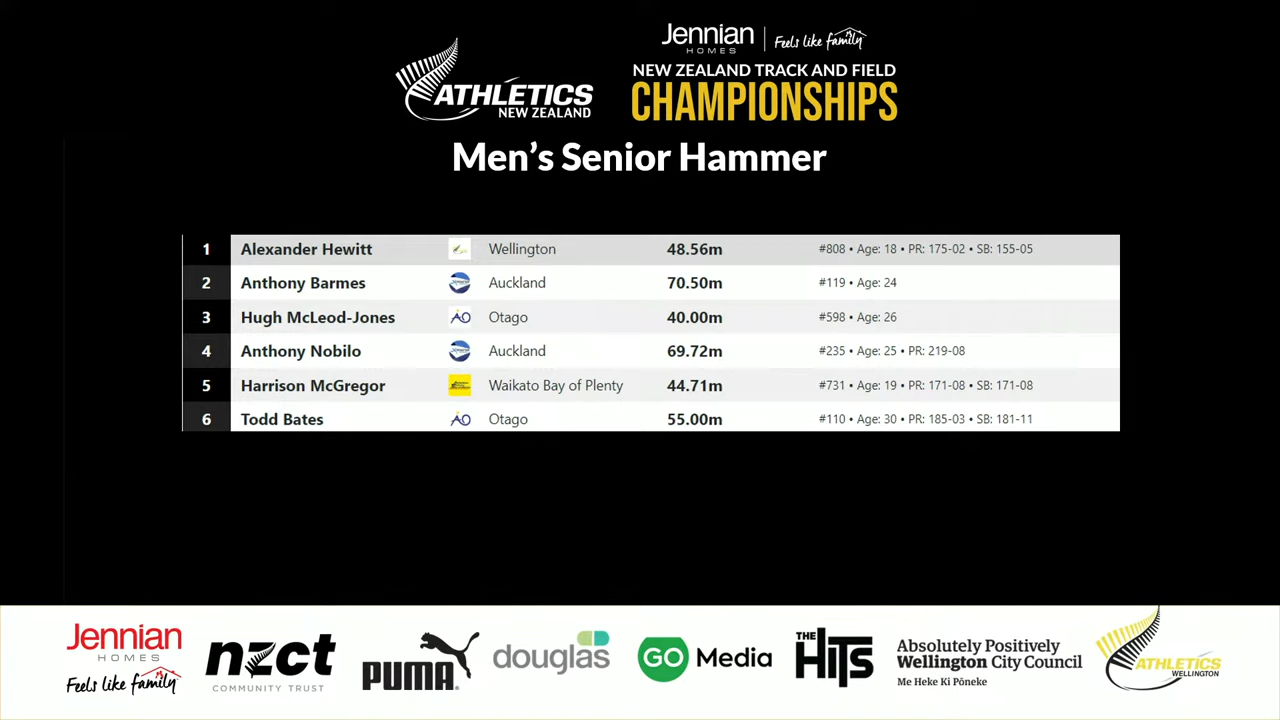 Jennian HOMES | Feels like family
ATHLETICS NEW ZEALAND
NEW ZEALAND TRACK AND FIELD
CHAMPIONSHIPS
Men's Senior Hammer
1 Alexander Hewitt Wellington 48.56m #808 • Age: 18 • PR: 175-02 • SB: 155-05
2 Anthony Barmes Auckland 70.50m #119 • Age: 24
3 Hugh McLeod-Jones Otago 40.00m #598 • Age: 26
4 Anthony Nobilo Auckland 69.72m #235 • Age: 25 • PR: 219-08
5 Harrison McGregor Waikato Bay of Plenty 44.71m #731 • Age: 19 • PR: 171-08 • SB: 171-08
6 Todd Bates Otago 55.00m #110 • Age: 30 • PR: 185-03 • SB: 181-11
Jennian
HOMES
Feels like family
nzct
COMMUNITY TRUST
PUMA
douglas
GO Media
THE HITS
Absolutely Positively
Wellington City Council
Me Heke Ki Pōneke
ATHLETICS
WELLINGTON